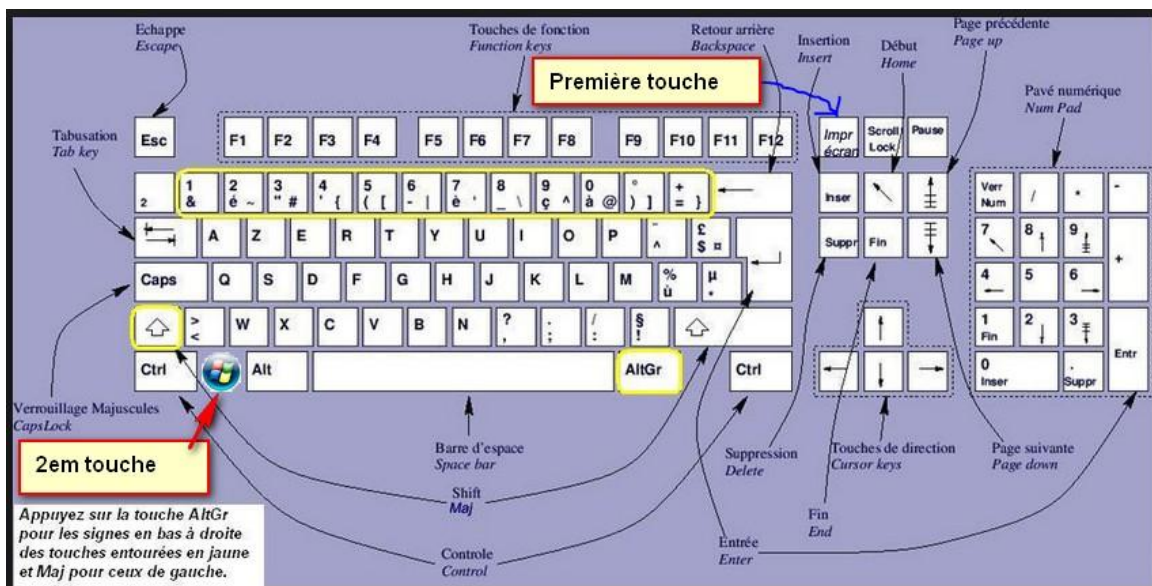 Echappe
Escape
Touches de fonction
Function keys
Retour arrière
Backspace
Insertion
Insert
Début
Home
Page précédente
Page up
Première touche
Pavé numérique
Num Pad
Tabusation
Tab key
Esc F1 F2 F3 F4 F5 F6 F7 F8 F9 F10 F11 F12
Impr écran
Scroll Lock
Pause
2
1 &
2 é ~
3 " #
4 ' {
5 ( [
6 - |
7 è `
8 _ \
9 ç ^
0 à @
° ) ]
+ = }
Inser
Verr Num / * -
A Z E R T Y U I O P
¨ ^
£ $ ¤
Suppr Fin
7 8 9 +
Caps Q S D F G H J K L M
% ù
µ *
4 5 6
> <
W X C V B N
? ,
. ;
/ :
§ !
1 Fin
2 3
Entr
Ctrl Alt AltGr Ctrl
0 Inser
. Suppr
Verrouillage Majuscules
CapsLock
2em touche
Barre d'espace
Space bar
Suppression
Delete
Touches de direction
Cursor keys
Page suivante
Page down
Shift
Maj
Fin
End
Appuyez sur la touche AltGr
pour les signes en bas à droite
des touches entourées en jaune
et Maj pour ceux de gauche.
Controle
Control
Entrée
Enter